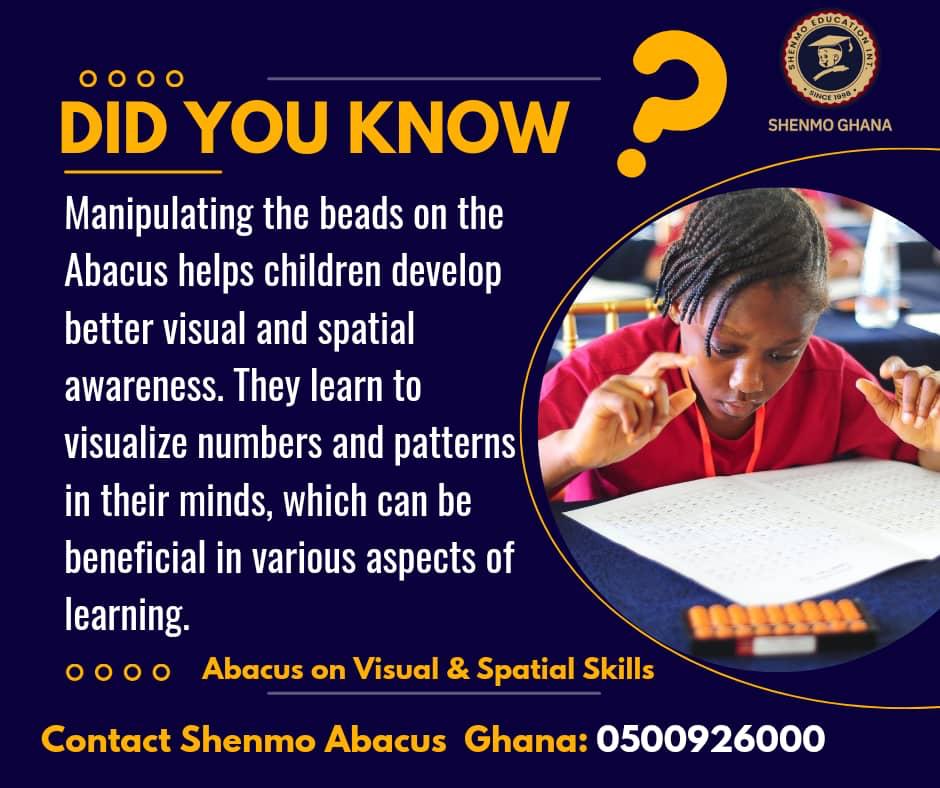 DID YOU KNOW ?
SHENMO EDUCATION INT.
• SINCE 1998 •
SHENMO GHANA
Manipulating the beads on the
Abacus helps children develop
better visual and spatial
awareness. They learn to
visualize numbers and patterns
in their minds, which can be
beneficial in various aspects of
learning.
Abacus on Visual & Spatial Skills
Contact Shenmo Abacus Ghana: 0500926000